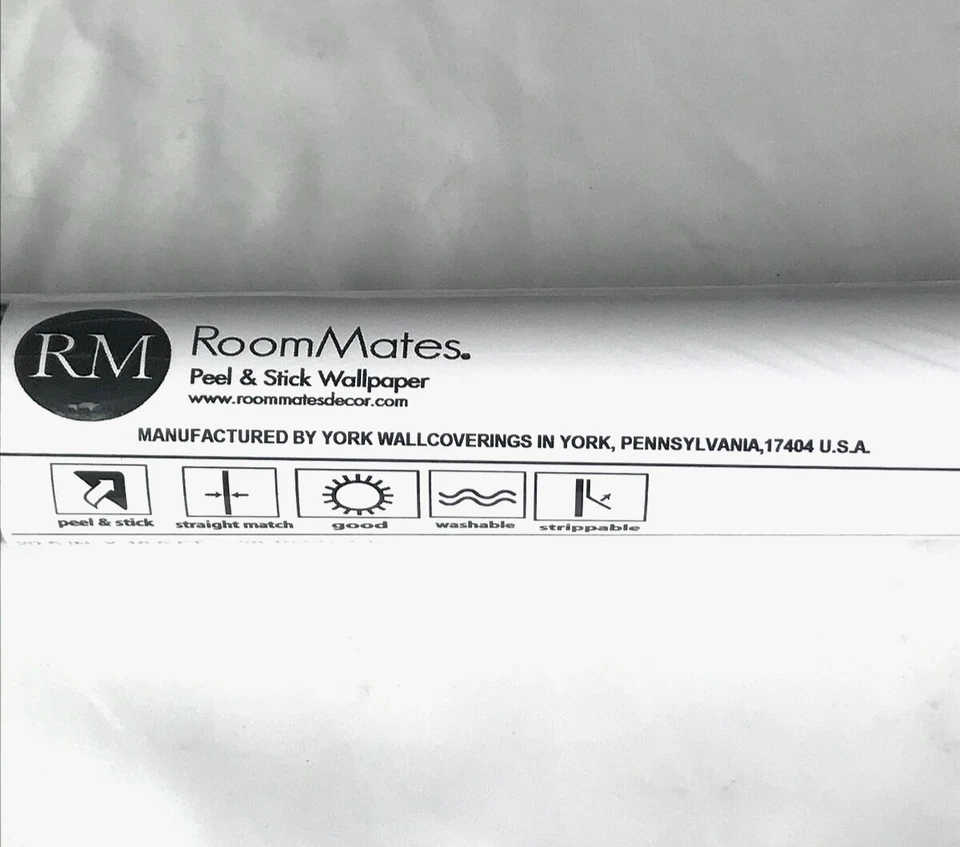 RM
RoomMates.
Peel & Stick Wallpaper
www.roommatesdecor.com
MANUFACTURED BY YORK WALLCOVERINGS IN YORK, PENNSYLVANIA,17404 U.S.A.
peel & stick straight match good washable strippable